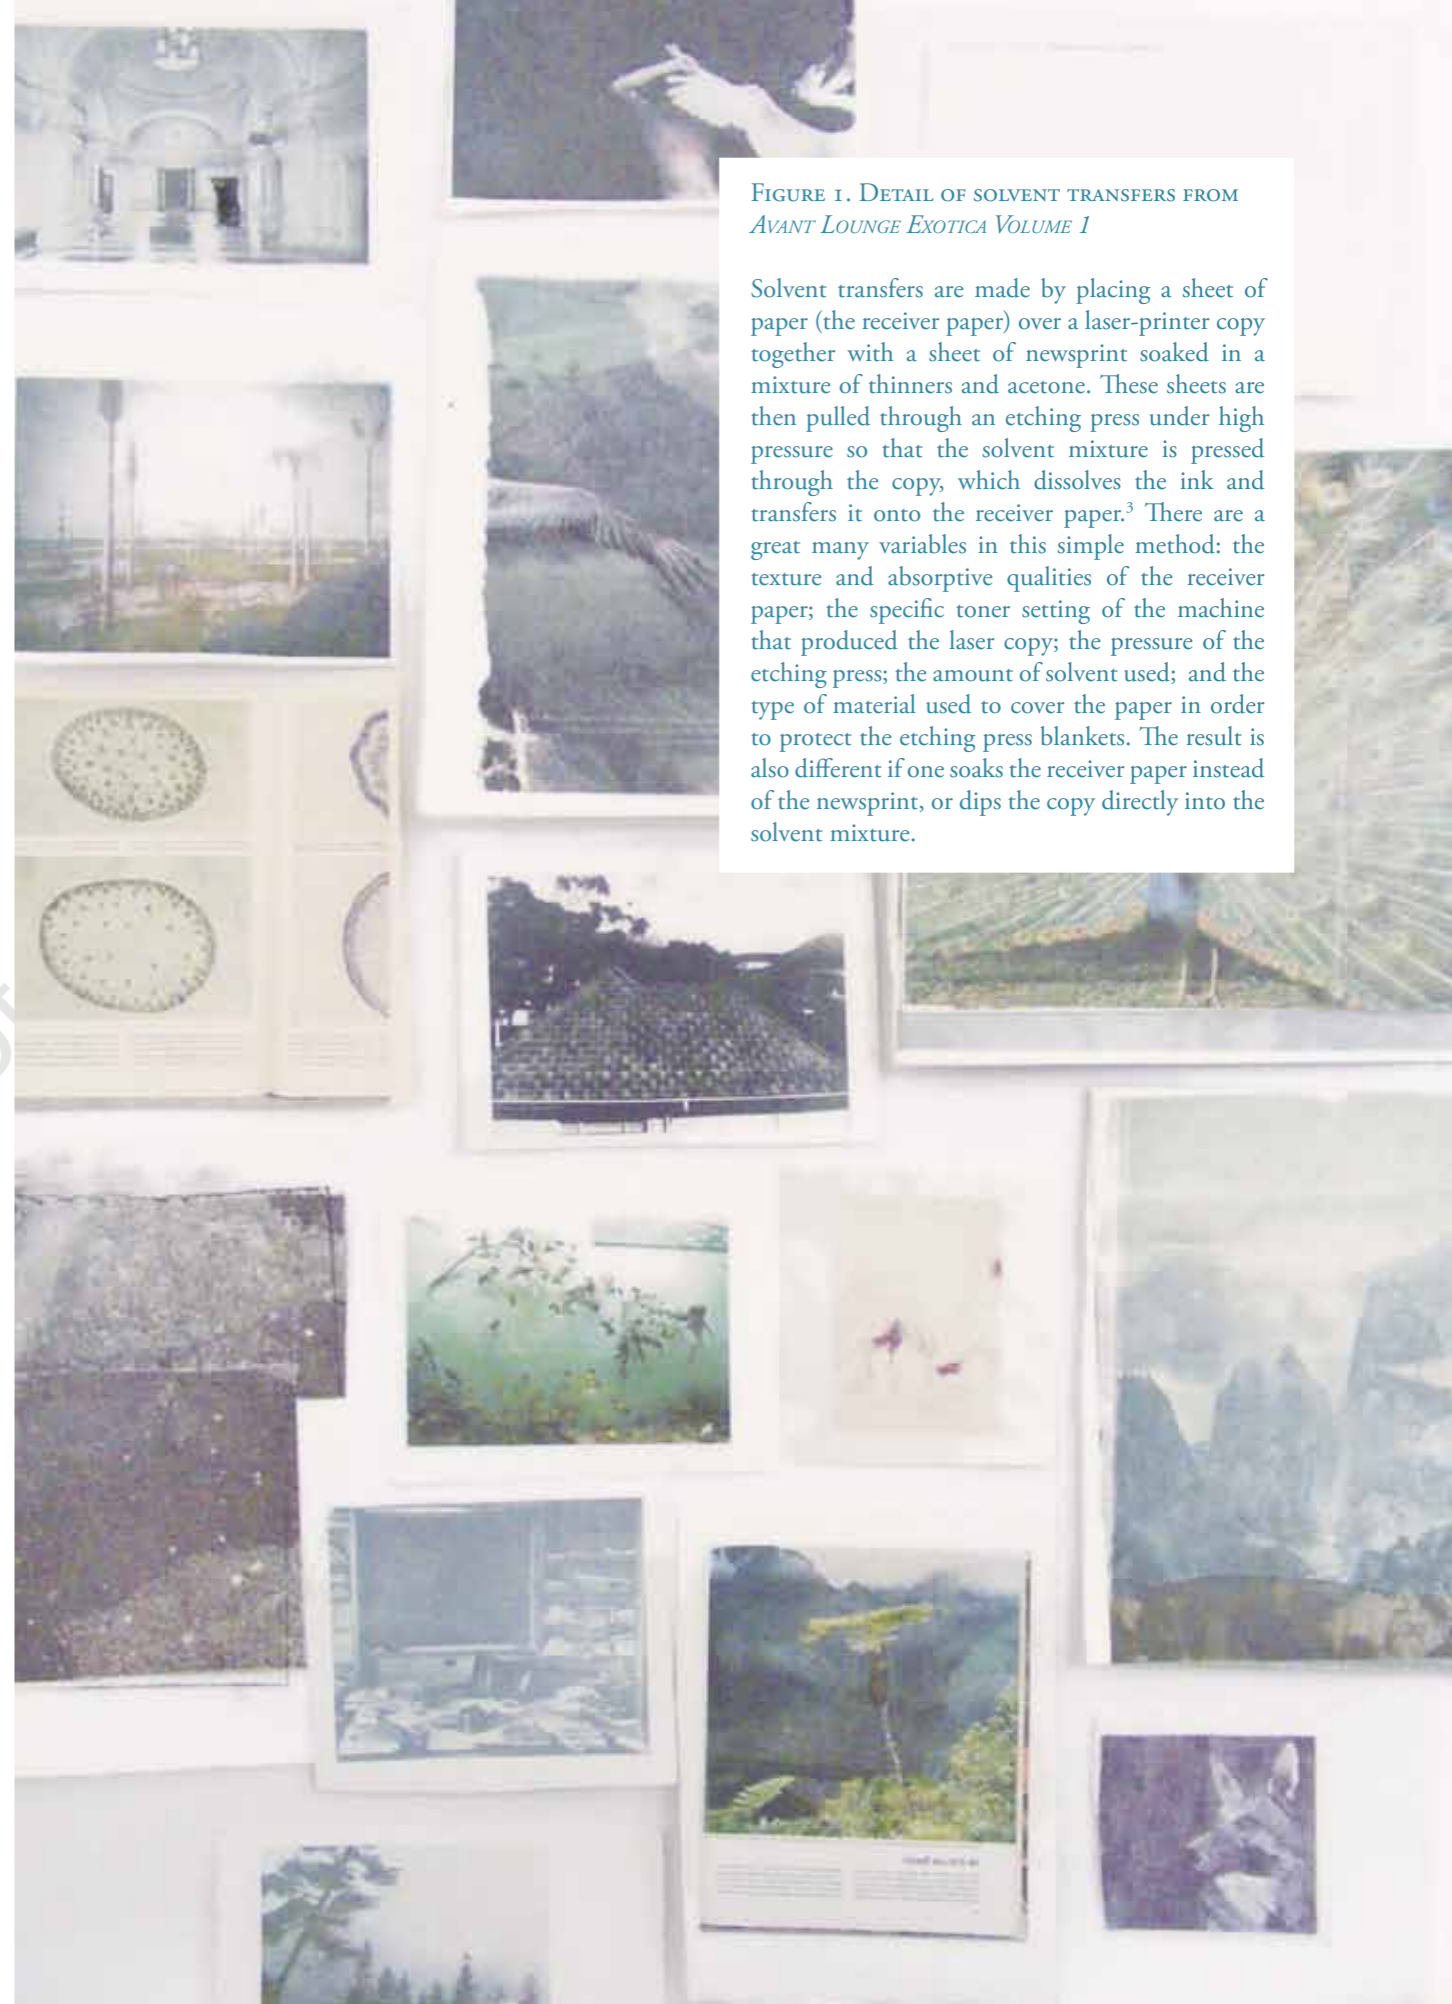 Figure 1. Detail of solvent transfers from
Avant Lounge Exotica Volume 1
Solvent transfers are made by placing a sheet of
paper (the receiver paper) over a laser-printer copy
together with a sheet of newsprint soaked in a
mixture of thinners and acetone. These sheets are
then pulled through an etching press under high
pressure so that the solvent mixture is pressed
through the copy, which dissolves the ink and
transfers it onto the receiver paper.³ There are a
great many variables in this simple method: the
texture and absorptive qualities of the receiver
paper; the specific toner setting of the machine
that produced the laser copy; the pressure of the
etching press; the amount of solvent used; and the
type of material used to cover the paper in order
to protect the etching press blankets. The result is
also different if one soaks the receiver paper instead
of the newsprint, or dips the copy directly into the
solvent mixture.